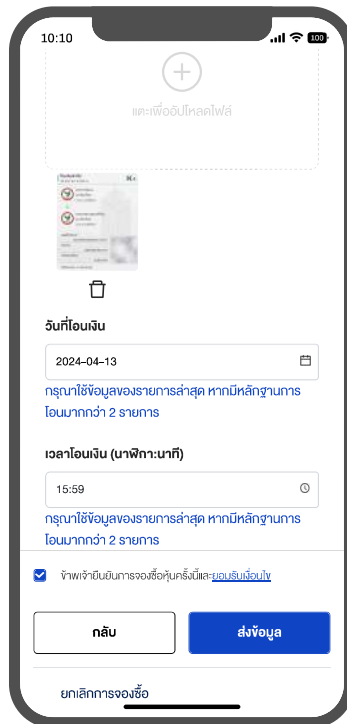 10:10
100
แตะเพื่ออัปโหลดไฟล์
วันที่โอนเงิน
2024-04-13
กรุณาใช้ข้อมูลของรายการล่าสุด หากมีหลักฐานการ
โอนมากกว่า 2 รายการ
เวลาโอนเงิน (นาฬิกา:นาที)
15:59
กรุณาใช้ข้อมูลของรายการล่าสุด หากมีหลักฐานการ
โอนมากกว่า 2 รายการ
ข้าพเจ้ายืนยันการจองซื้อหุ้นครั้งนี้และยอมรับเงื่อนไข
กลับ
ส่งข้อมูล
ยกเลิกการจองซื้อ